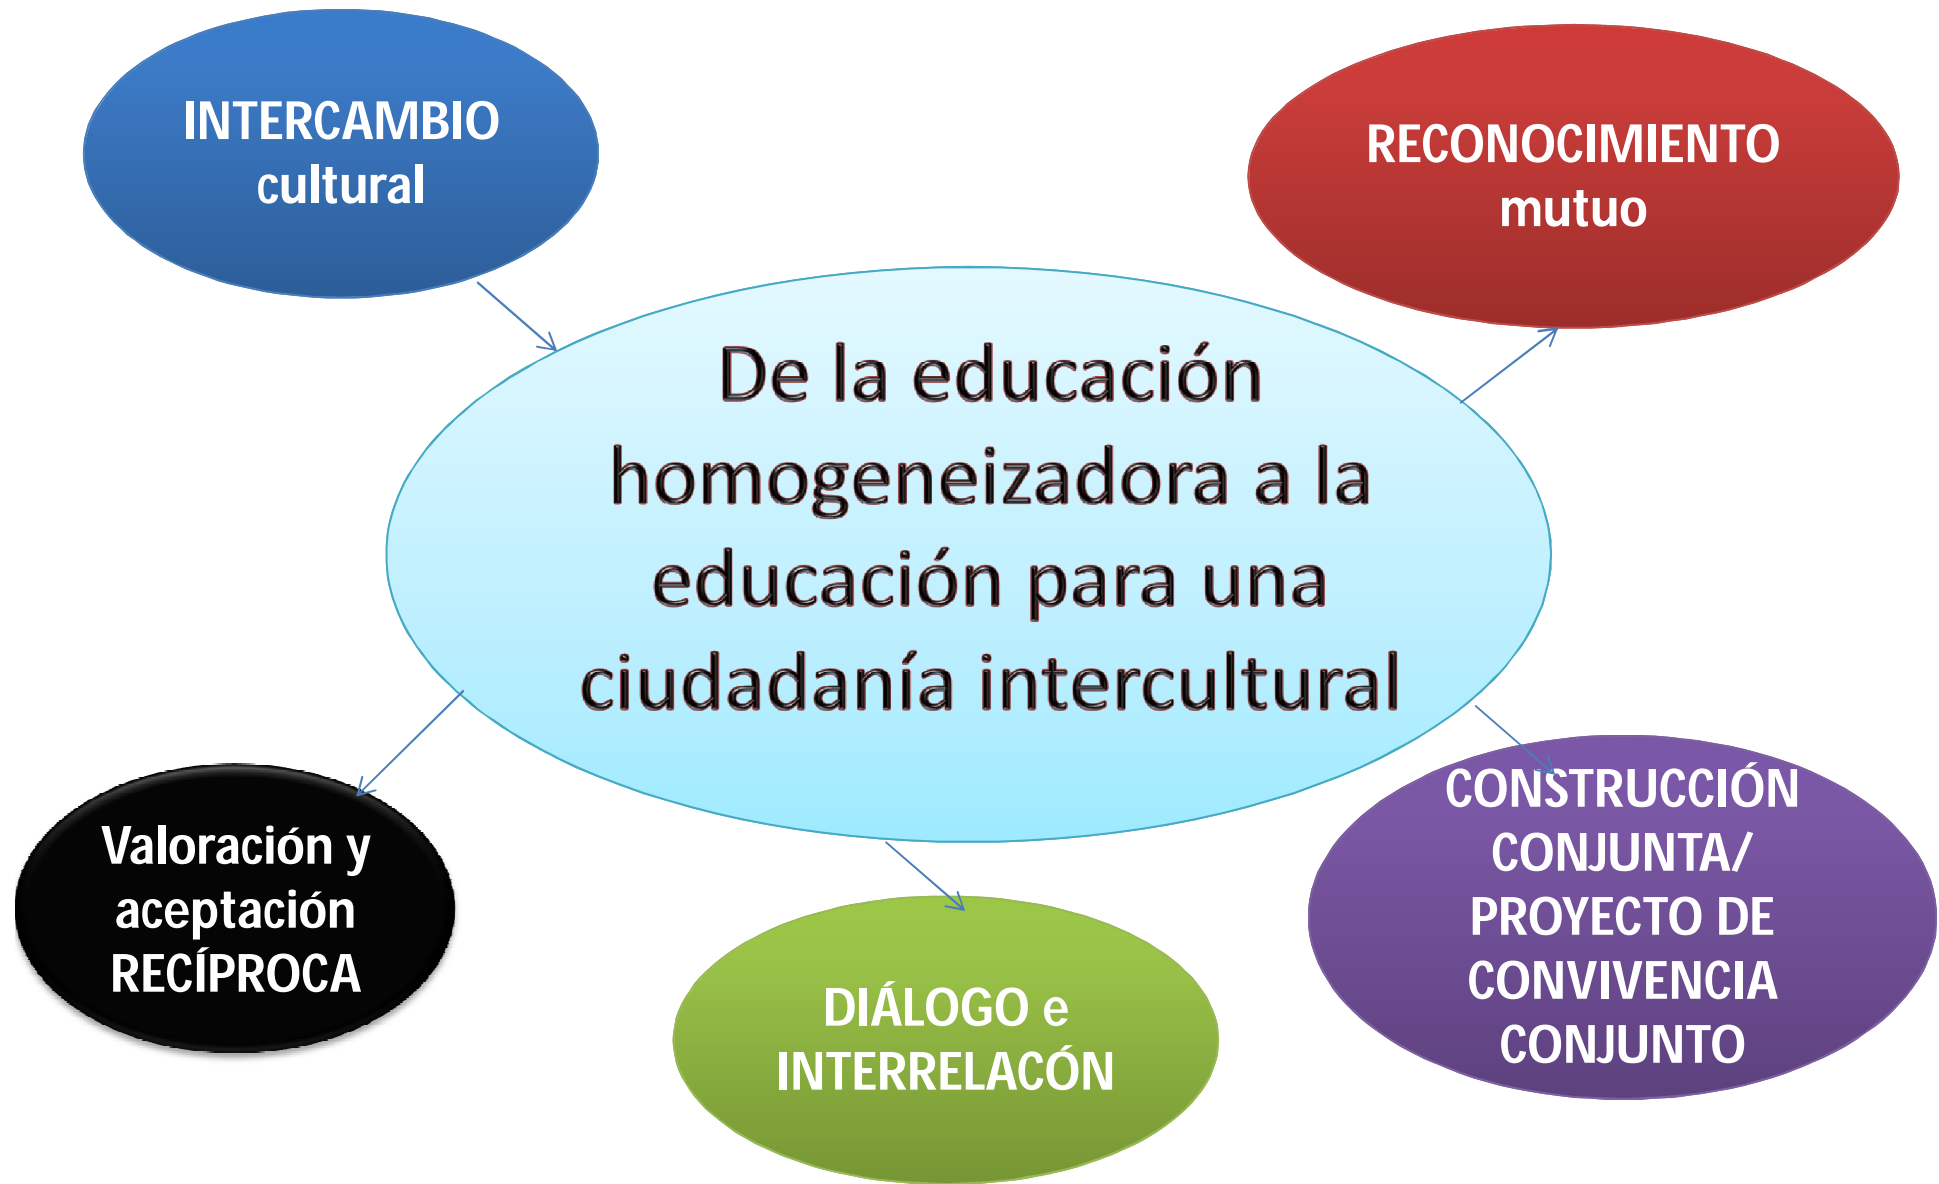 INTERCAMBIO
cultural
RECONOCIMIENTO
mutuo
De la educación
homogeneizadora a la
educación para una
ciudadanía intercultural
Valoración y
aceptación
RECÍPROCA
DIÁLOGO e
INTERRELACÓN
CONSTRUCCIÓN
CONJUNTA/
PROYECTO DE
CONVIVENCIA
CONJUNTO